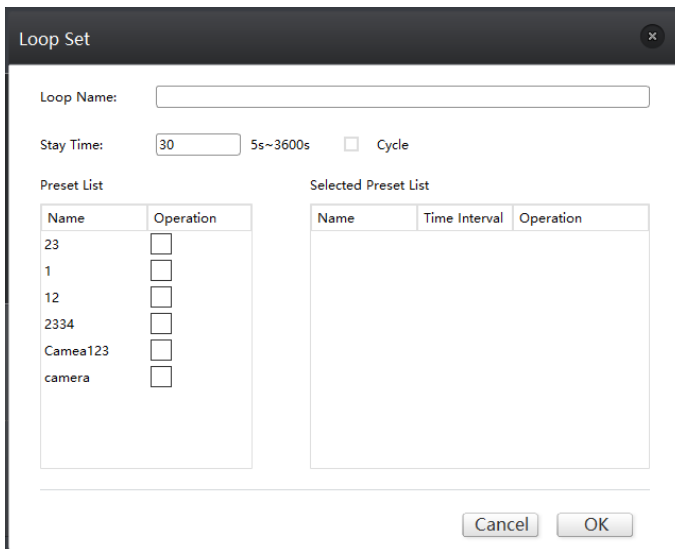 Loop Set
Loop Name:
Stay Time: 30 5s~3600s Cycle
Preset List Selected Preset List
Name Operation Name Time Interval Operation
23
1
12
2334
Camea123
camera
Cancel OK